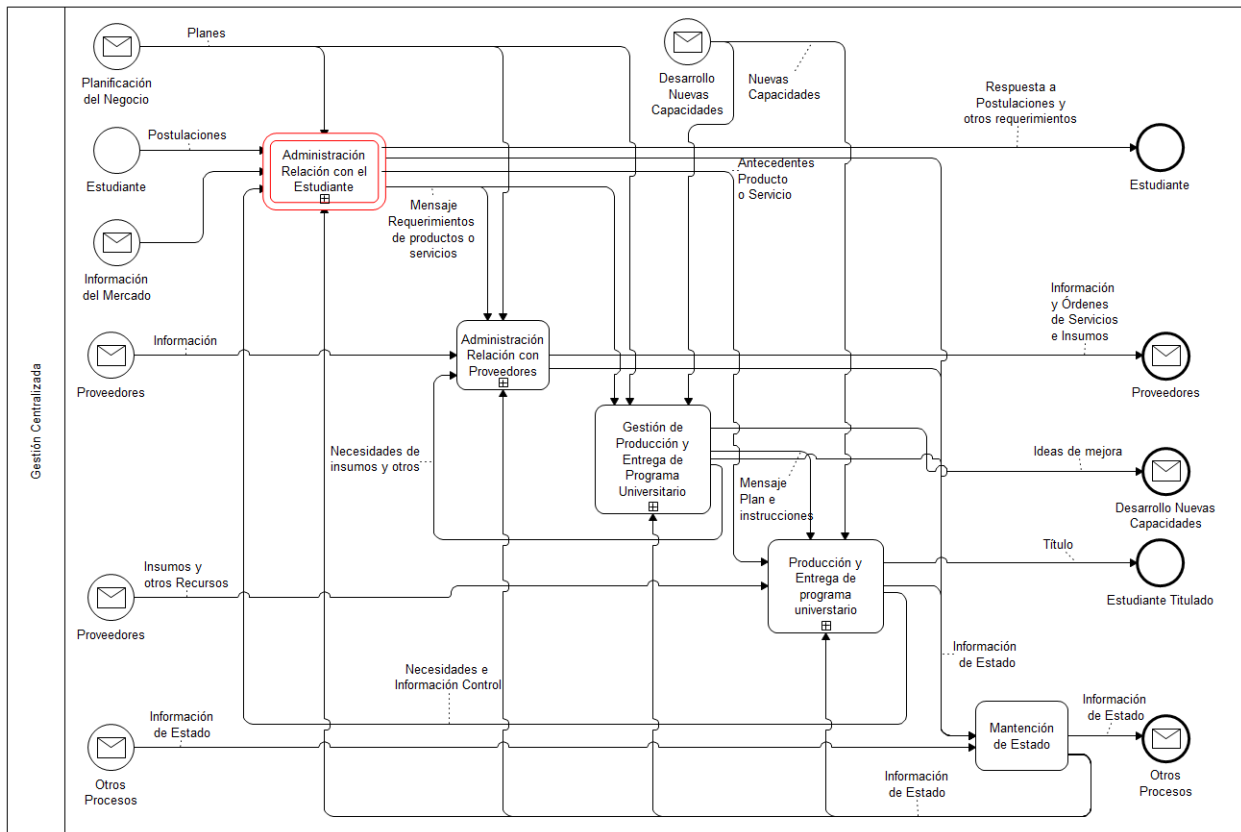 Gestión Centralizada
Planes
Planificación
del Negocio
Desarrollo
Nuevas
Capacidades
Nuevas
Capacidades
Respuesta a
Postulaciones y
otros requerimientos
Postulaciones
Estudiante
Administración
Relación con el
Estudiante
Antecedentes
Producto
o Servicio
Estudiante
Mensaje
Requerimientos
de productos o
servicios
Información
del Mercado
Información
y Órdenes
de Servicios
e Insumos
Información
Proveedores
Administración
Relación con
Proveedores
Proveedores
Necesidades de
insumos y otros
Gestión de
Producción y
Entrega de
Programa
Universitario
Mensaje
Plan e
instrucciones
Ideas de mejora
Desarrollo Nuevas
Capacidades
Insumos y
otros Recursos
Proveedores
Producción y
Entrega de
programa
universtario
Título
Estudiante Titulado
Necesidades e
Información Control
Información
de Estado
Información
de Estado
Otros
Procesos
Mantención
de Estado
Información
de Estado
Otros
Procesos
Información
de Estado